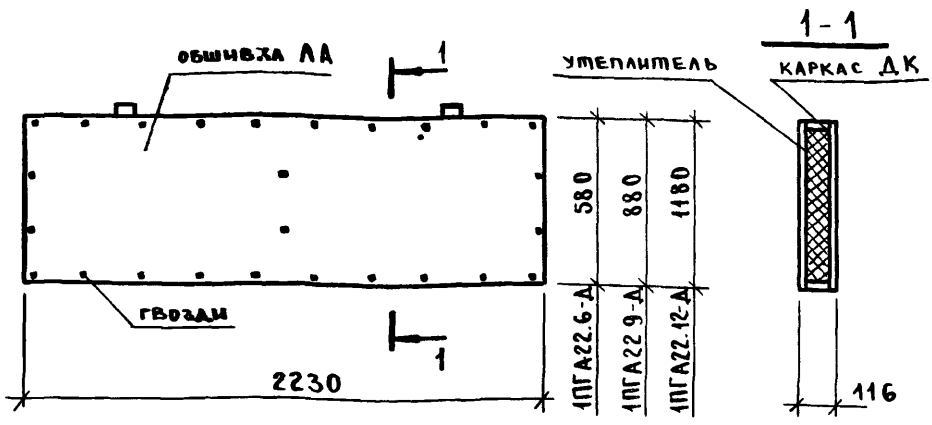 1-1
ОБШИВКА ЛА
1
УТЕПЛИТЕЛЬ
КАРКАС ДК
580
880
1180
ГВОЗДИ
1ПГА22.6-Д
1ПГА22 9-Д
1ПГА22.12-Д
1
2230
116